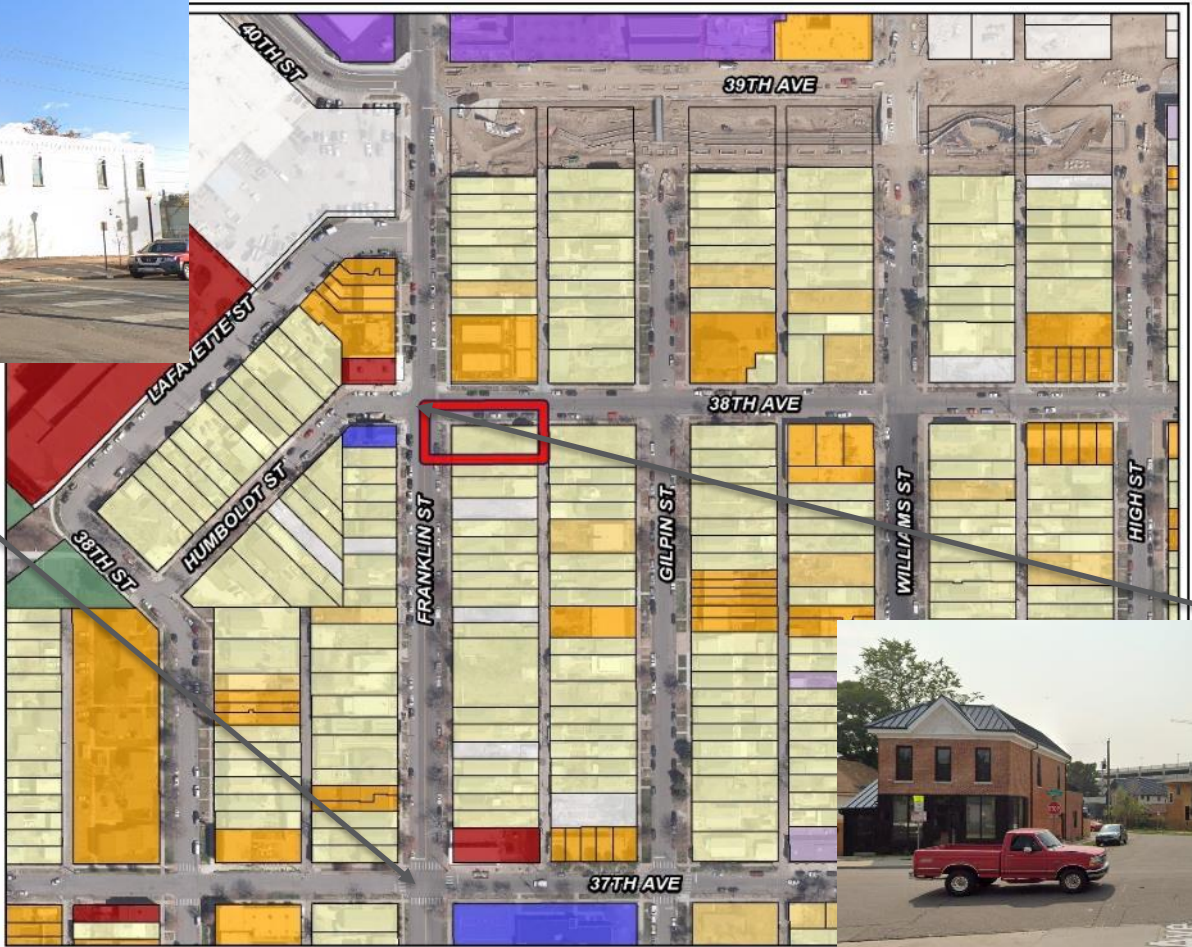 40TH ST
39TH AVE
LAFAYETTE ST
38TH AVE
HUMBOLDT ST
FRANKLIN ST
GILPIN ST
WILLIAMS ST
HIGH ST
38TH ST
37TH AVE